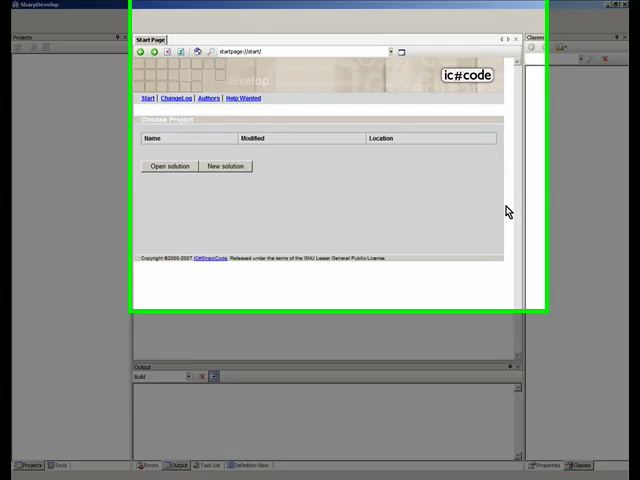 SharpDevelop
Projects
Start Page
Classes
startpage://start/
evelop
ic#code
Start | ChangeLog | Authors | Help Wanted
Choose Project
Name Modified Location
Open solution New solution
Copyright ©2000-2007 IC#SharpCode. Released under the terms of the GNU Lesser General Public License.
Output
Build
Projects Tools Errors Output Task List Definition View Properties Classes